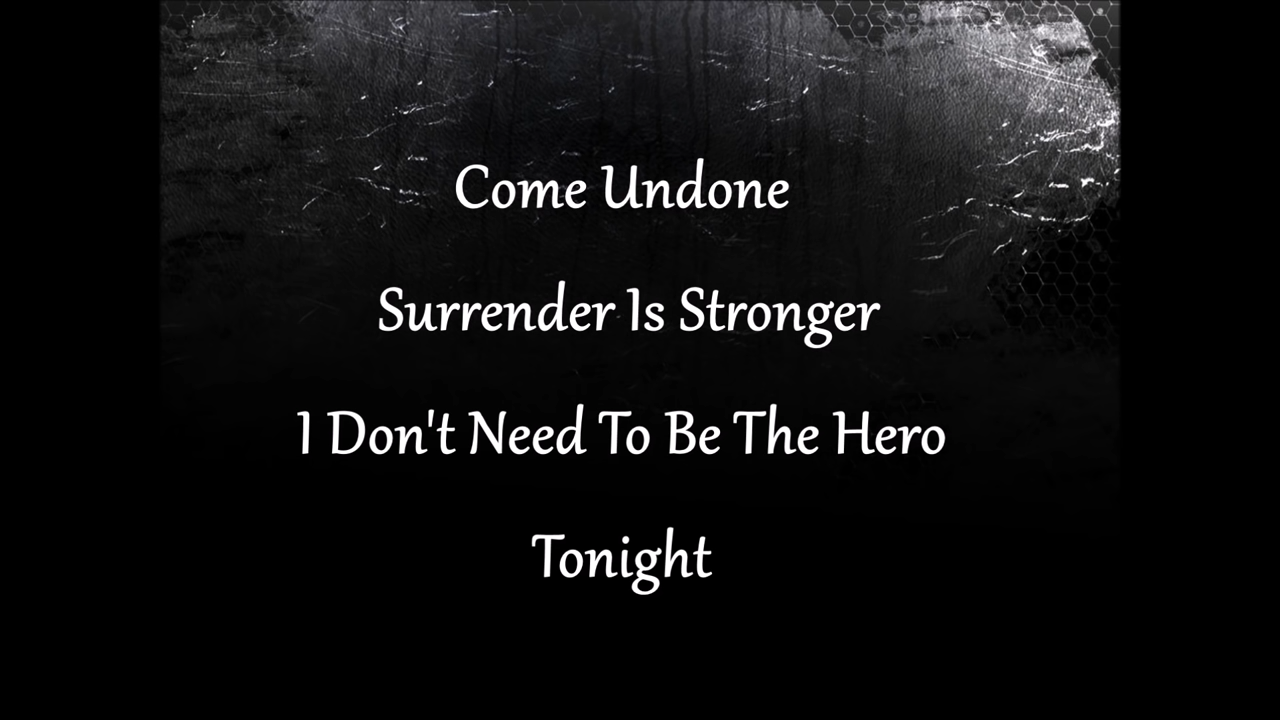 Come Undone
Surrender Is Stronger
I Don't Need To Be The Hero
Tonight